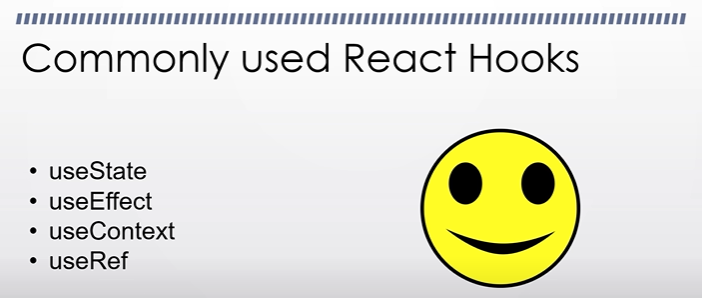 Commonly used React Hooks
• useState
• useEffect
• useContext
• useRef